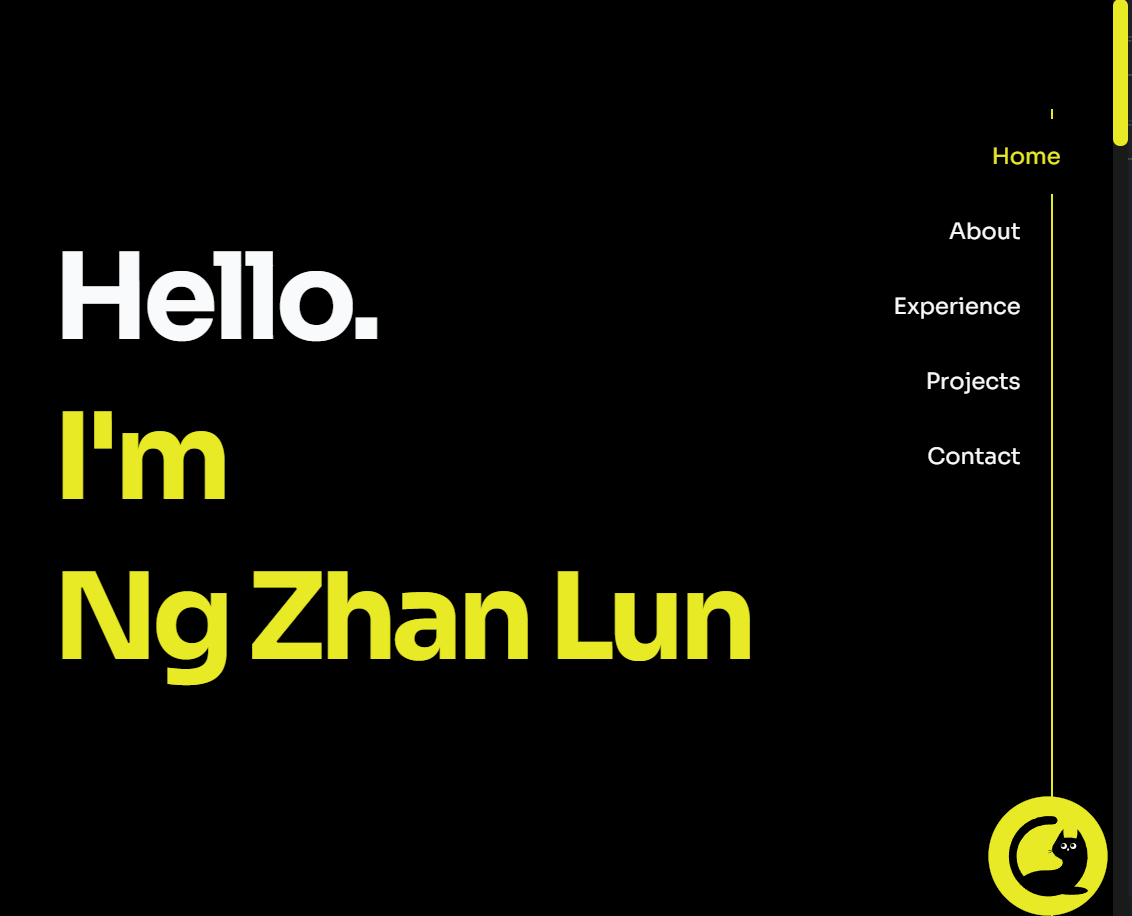 Home
About
Experience
Projects
Contact
Hello.
I'm
Ng Zhan Lun